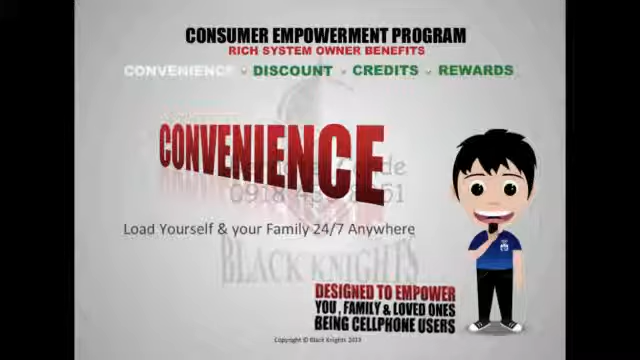 CONSUMER EMPOWERMENT PROGRAM
RICH SYSTEM OWNER BENEFITS
CONVENIENCE • DISCOUNT • CREDITS • REWARDS
CONVENIENCE
Load Yourself & your Family 24/7 Anywhere
BLACK KNIGHTS
DESIGNED TO EMPOWER
YOU, FAMILY & LOVED ONES
BEING CELLPHONE USERS
Copyright © Black Knights 2013